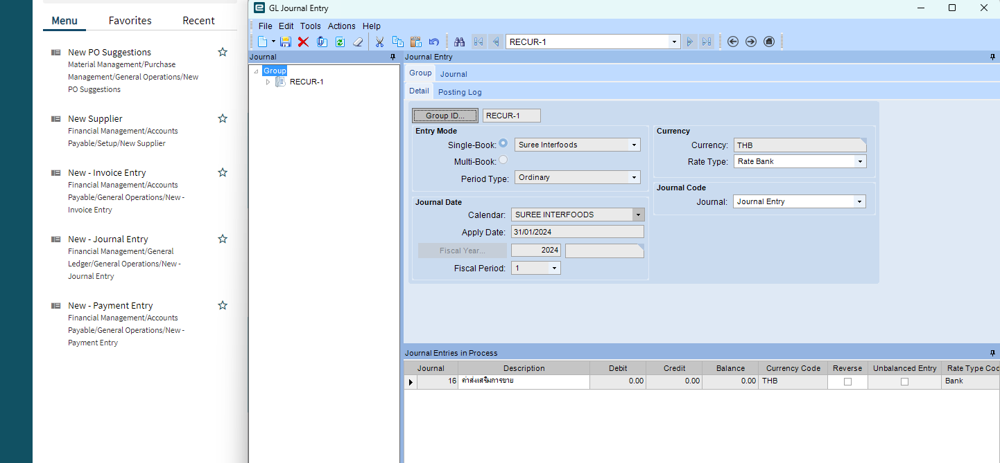 Menu Favorites Recent
New PO Suggestions
Material Management/Purchase
Management/General Operations/New
PO Suggestions
New Supplier
Financial Management/Accounts
Payable/Setup/New Supplier
New - Invoice Entry
Financial Management/Accounts
Payable/General Operations/New -
Invoice Entry
New - Journal Entry
Financial Management/General
Ledger/General Operations/New -
Journal Entry
New - Payment Entry
Financial Management/Accounts
Payable/General Operations/New -
Payment Entry
GL Journal Entry
File Edit Tools Actions Help
RECUR-1
Journal
Group
RECUR-1
Journal Entry
Group Journal
Detail Posting Log
Group ID... RECUR-1
Entry Mode
Single-Book: Suree Interfoods
Multi-Book:
Period Type: Ordinary
Journal Date
Calendar: SUREE INTERFOODS
Apply Date: 31/01/2024
Fiscal Year... 2024
Fiscal Period: 1
Currency
Currency: THB
Rate Type: Rate Bank
Journal Code
Journal: Journal Entry
Journal Entries in Process
Journal Description Debit Credit Balance Currency Code Reverse Unbalanced Entry Rate Type Cod
16 ค่าส่งเสริมการขาย 0.00 0.00 0.00 THB Bank